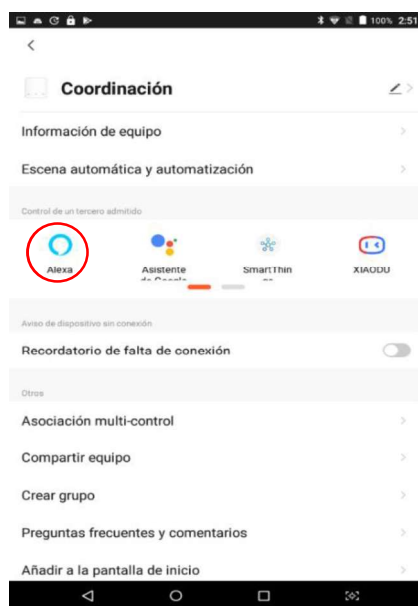 100% 2:51
Coordinación
Información de equipo
Escena automática y automatización
Control de un tercero admitido
Alexa
Asistente
de Google
SmartThin
XIAODU
Aviso de dispositivo sin conexión
Recordatorio de falta de conexión
Otros
Asociación multi-control
Compartir equipo
Crear grupo
Preguntas frecuentes y comentarios
Añadir a la pantalla de inicio